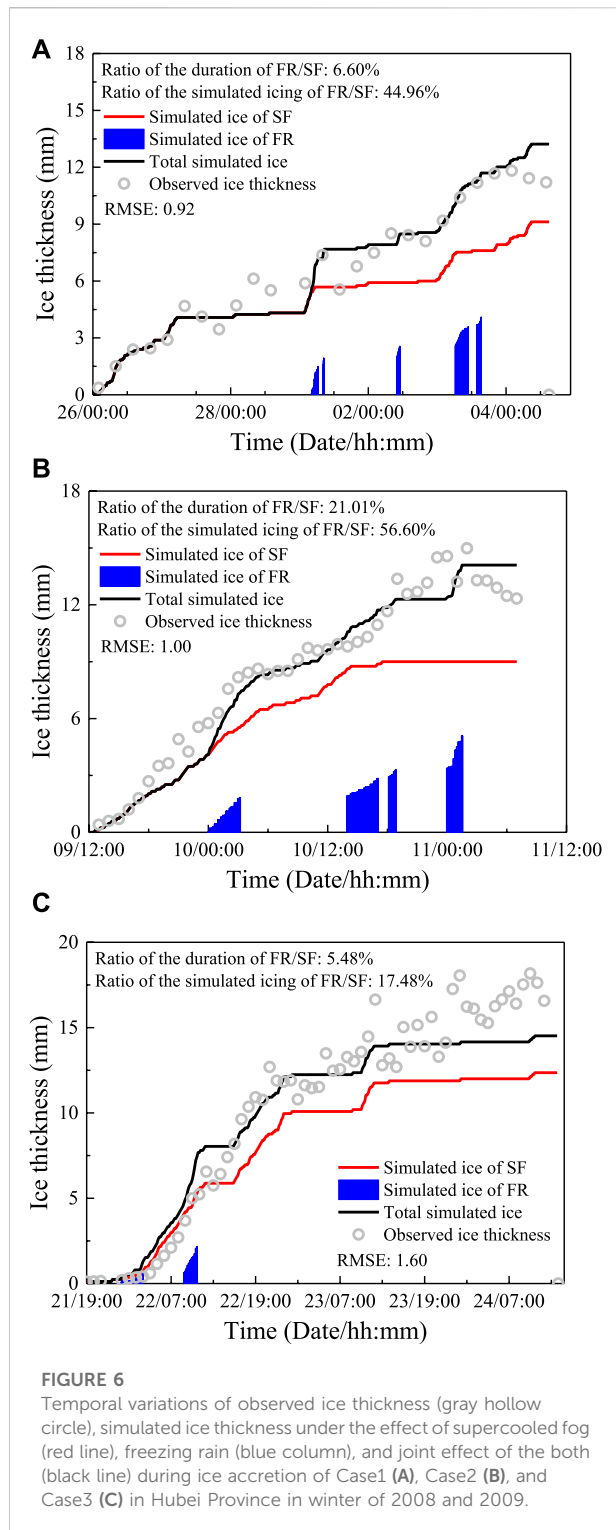 A
Ratio of the duration of FR/SF: 6.60%
Ratio of the simulated icing of FR/SF: 44.96%
Simulated ice of SF
Simulated ice of FR
Total simulated ice
Observed ice thickness
RMSE: 0.92
Ice thickness (mm)
18
15
12
9
6
3
0
26/00:00
28/00:00
02/00:00
04/00:00
Time (Date/hh:mm)
B
Ratio of the duration of FR/SF: 21.01%
Ratio of the simulated icing of FR/SF: 56.60%
Simulated ice of SF
Simulated ice of FR
Total simulated ice
Observed ice thickness
RMSE: 1.00
Ice thickness (mm)
18
12
6
0
09/12:00
10/00:00
10/12:00
11/00:00
11/12:00
Time (Date/hh:mm)
C
Ratio of the duration of FR/SF: 5.48%
Ratio of the simulated icing of FR/SF: 17.48%
Ice thickness (mm)
20
15
10
5
0
Simulated ice of SF
Simulated ice of FR
Total simulated ice
Observed ice thickness
RMSE: 1.60
21/19:00
22/07:00
22/19:00
23/07:00
23/19:00
24/07:00
Time (Date/hh:mm)
FIGURE 6
Temporal variations of observed ice thickness (gray hollow
circle), simulated ice thickness under the effect of supercooled fog
(red line), freezing rain (blue column), and joint effect of the both
(black line) during ice accretion of Case1 (A), Case2 (B), and
Case3 (C) in Hubei Province in winter of 2008 and 2009.